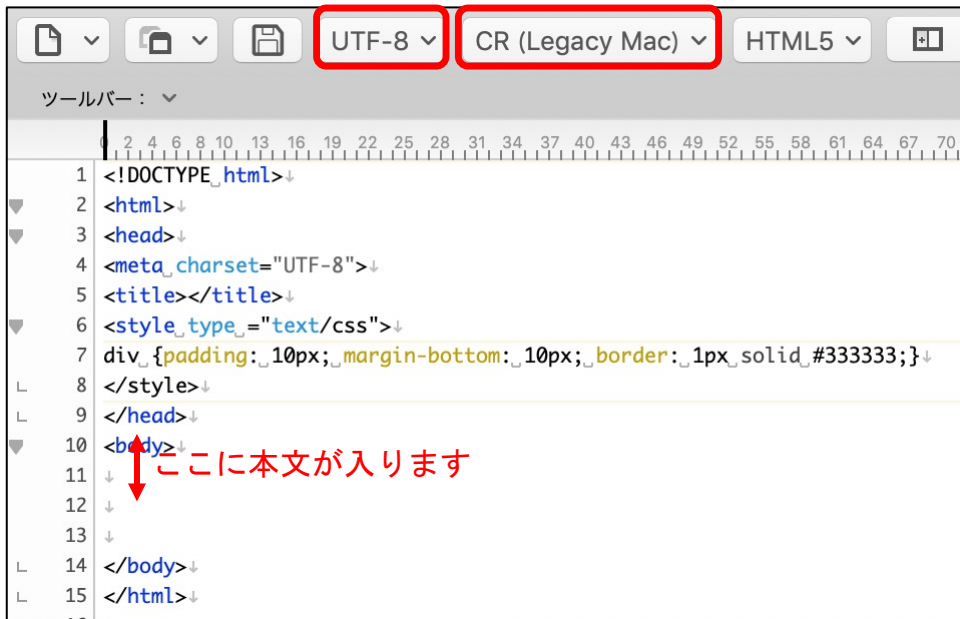 UTF-8 CR (Legacy Mac) HTML5
ツールバー：
0 2 4 6 8 10 13 16 19 22 25 28 31 34 37 40 43 46 49 52 55 58 61 64 67 70
1 <!DOCTYPE html>
2 <html>
3 <head>
4 <meta charset="UTF-8">
5 <title></title>
6 <style type ="text/css">
7 div {padding: 10px; margin-bottom: 10px; border: 1px solid #333333;}
8 </style>
9 </head>
10 <body>
ここに本文が入ります
11
12
13
14 </body>
15 </html>